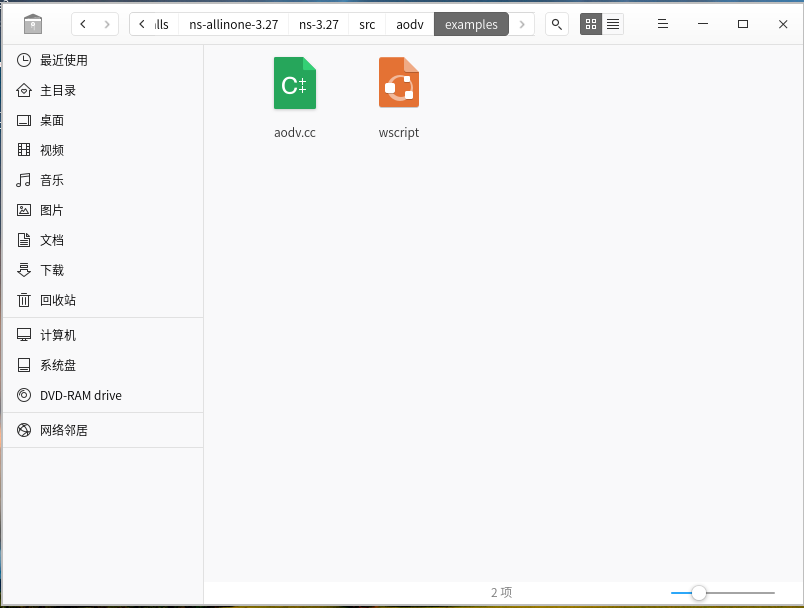 lls
ns-allinone-3.27
ns-3.27
src
aodv
examples
最近使用
主目录
桌面
视频
音乐
图片
文档
下载
回收站
计算机
系统盘
DVD-RAM drive
网络邻居
C
aodv.cc
wscript
2 项